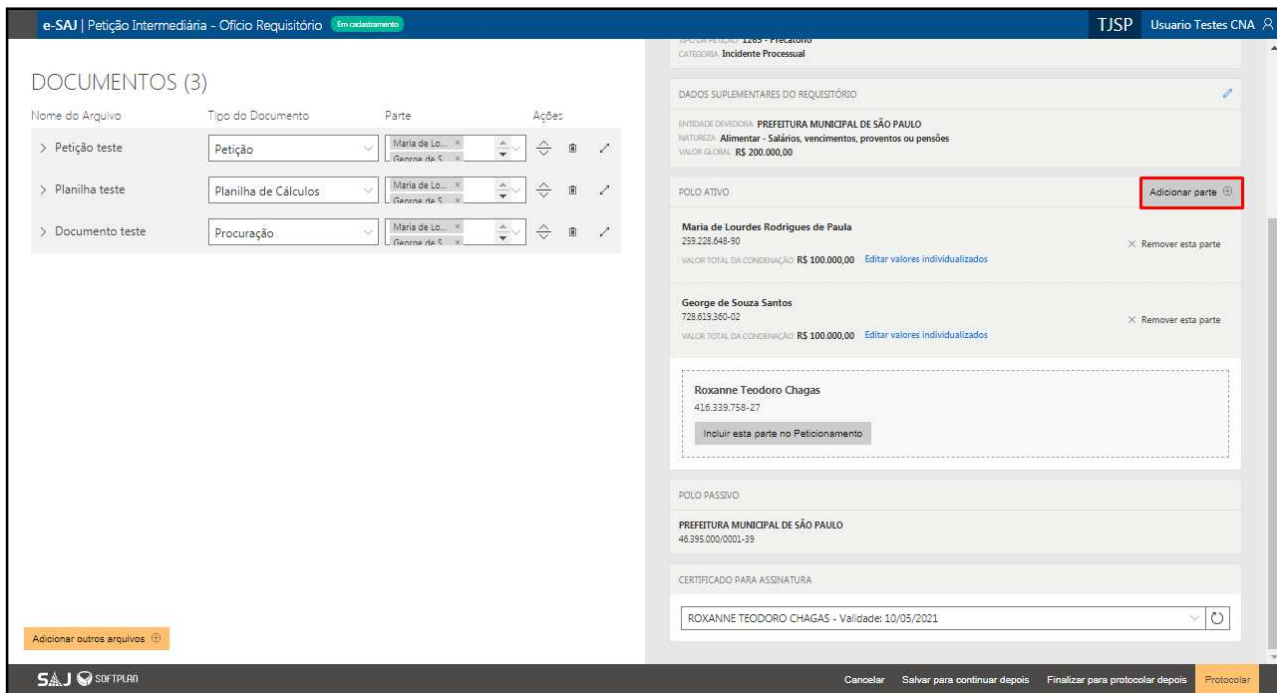 e-SAJ | Petição Intermediária - Ofício Requisitório Em cadastramento TJSP Usuario Testes CNA
1265 - Precatório
CATEGORIA Incidente Processual
DOCUMENTOS (3)
Nome do Arquivo Tipo do Documento Parte Ações
> Petição teste Petição Maria de Lo... ×
George de S... ×
> Planilha teste Planilha de Cálculos Maria de Lo... ×
George de S... ×
> Documento teste Procuração Maria de Lo... ×
George de S... ×
Adicionar outros arquivos
DADOS SUPLEMENTARES DO REQUISITÓRIO
ENTIDADE DEVEDORA PREFEITURA MUNICIPAL DE SÃO PAULO
NATUREZA Alimentar - Salários, vencimentos, proventos ou pensões
VALOR GLOBAL R$ 200.000,00
POLO ATIVO Adicionar parte
Maria de Lourdes Rodrigues de Paula
259.228.648-90
× Remover esta parte
VALOR TOTAL DA CONDENAÇÃO R$ 100.000,00 Editar valores individualizados
George de Souza Santos
728.619.360-02
× Remover esta parte
VALOR TOTAL DA CONDENAÇÃO R$ 100.000,00 Editar valores individualizados
Roxanne Teodoro Chagas
416.339.758-27
Incluir esta parte no Peticionamento
POLO PASSIVO
PREFEITURA MUNICIPAL DE SÃO PAULO
46.395.000/0001-39
CERTIFICADO PARA ASSINATURA
ROXANNE TEODORO CHAGAS - Validade: 10/05/2021
SAJ SOFTPLAN Cancelar Salvar para continuar depois Finalizar para protocolar depois Protocolar